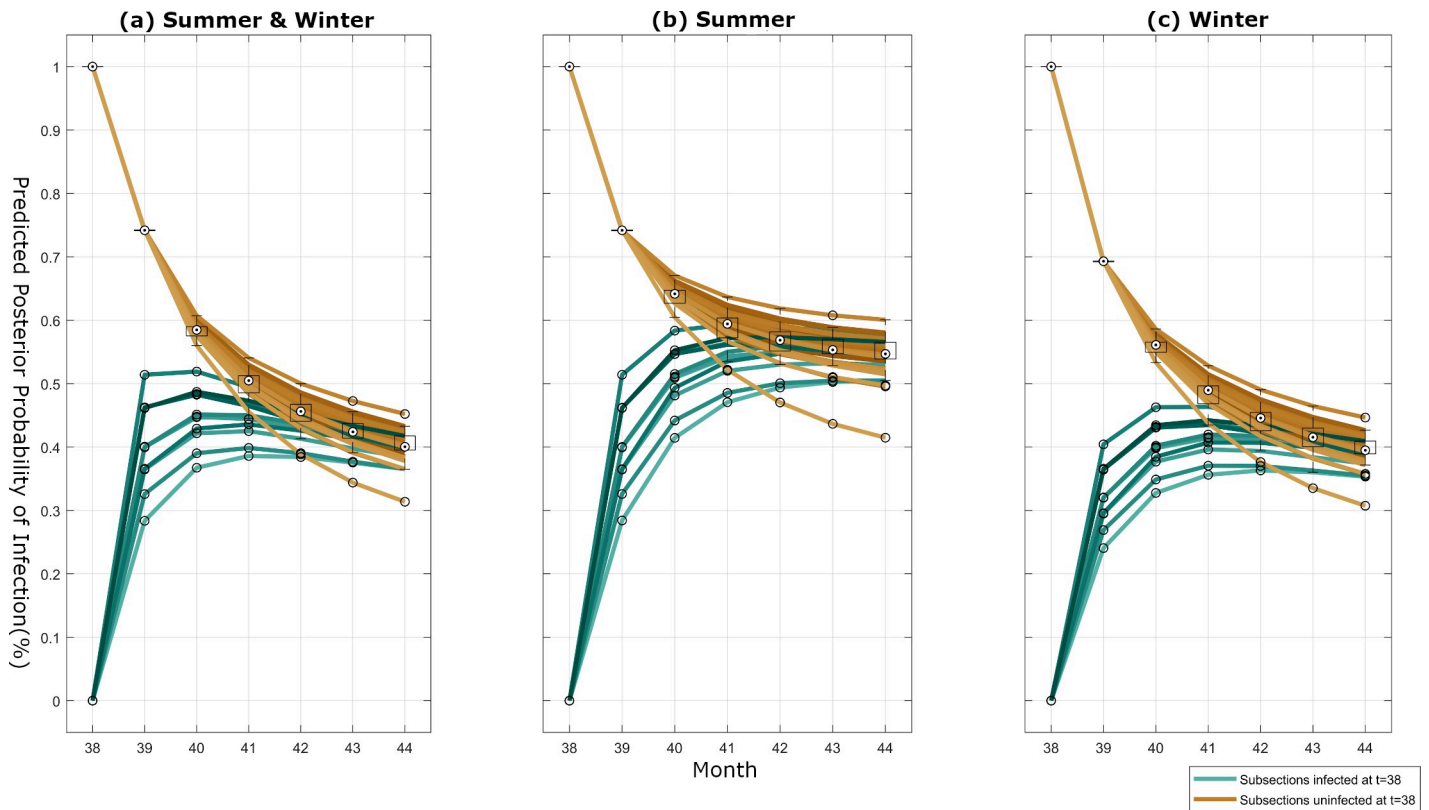 (a) Summer & Winter
(b) Summer
(c) Winter
Predicted Posterior Probability of Infection(%)
1
0.9
0.8
0.7
0.6
0.5
0.4
0.3
0.2
0.1
0
38 39 40 41 42 43 44
38 39 40 41 42 43 44
38 39 40 41 42 43 44
Month
Subsections infected at t=38
Subsections uninfected at t=38